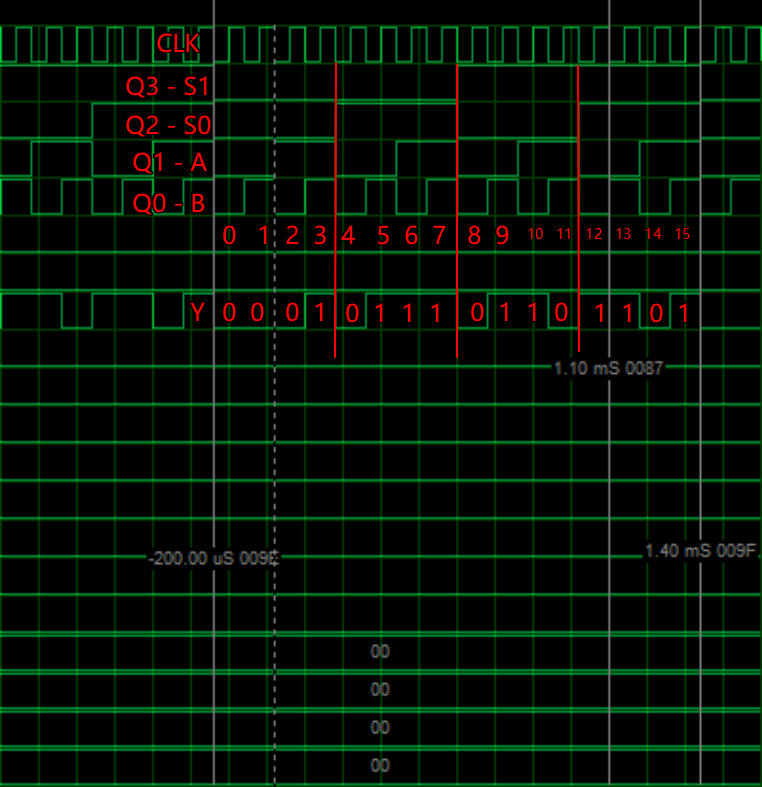 CLK
Q3 - S1
Q2 - S0
Q1 - A
Q0 - B
0 1 2 3 4 5 6 7 8 9 10 11 12 13 14 15
Y 0 0 0 1 0 1 1 1 0 1 1 0 1 1 0 1
1.10 mS 0087
1.40 mS 009F
-200.00 uS 009E
00
00
00
00